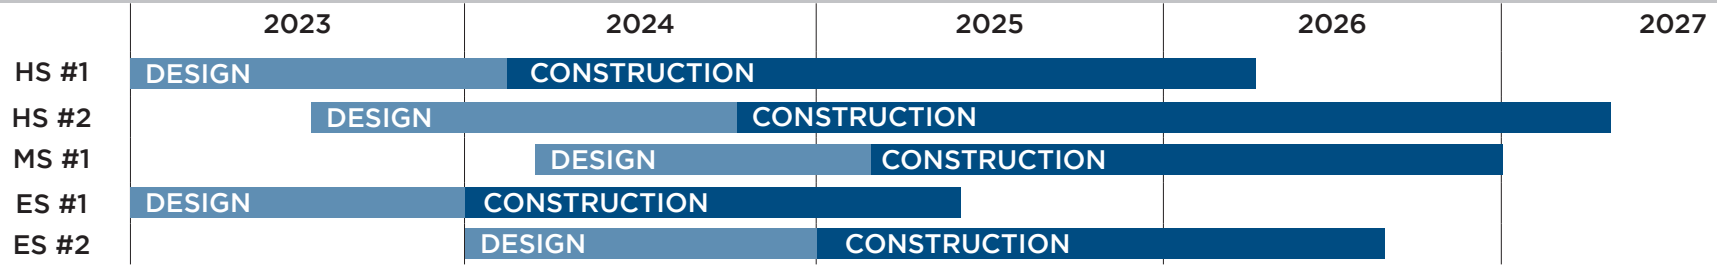 2023 2024 2025 2026 2027
HS #1 DESIGN CONSTRUCTION
HS #2 DESIGN CONSTRUCTION
MS #1 DESIGN CONSTRUCTION
ES #1 DESIGN CONSTRUCTION
ES #2 DESIGN CONSTRUCTION